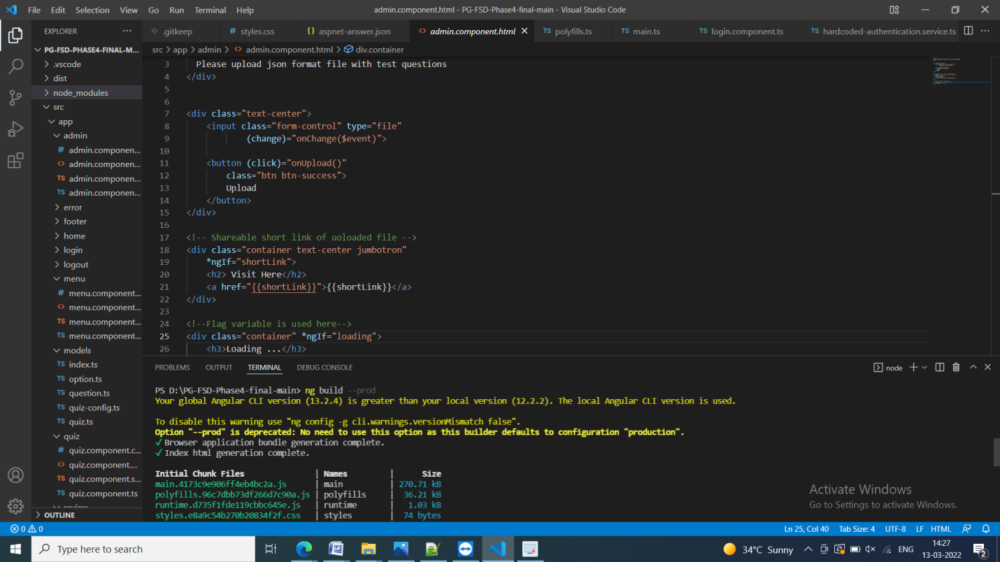 File Edit Selection View Go Run Terminal Help
admin.component.html - PG-FSD-Phase4-final-main - Visual Studio Code
EXPLORER
.gitkeep
# styles.css
{} aspnet-answer.json
<> admin.component.html
TS polyfills.ts
TS main.ts
TS login.component.ts
TS hardcoded-authentication.service.ts
PG-FSD-PHASE4-FINAL-M...
.vscode
dist
node_modules
src
app
admin
# admin.componen...
<> admin.componen...
TS admin.componen...
TS admin.componen...
error
footer
home
login
logout
menu
# menu.component...
<> menu.component...
TS menu.component...
TS menu.component...
models
TS index.ts
TS option.ts
TS question.ts
TS quiz-config.ts
TS quiz.ts
quiz
# quiz.component.c...
<> quiz.component....
TS quiz.component.s...
TS quiz.component.ts
review
OUTLINE
src > app > admin > <> admin.component.html > div.container
3 Please upload json format file with test questions
4 </div>
5
6
7 <div class="text-center">
8 <input class="form-control" type="file"
9 (change)="onChange($event)">
10
11 <button (click)="onUpload()"
12 class="btn btn-success">
13 Upload
14 </button>
15 </div>
16
17 <!-- Shareable short link of uoloaded file -->
18 <div class="container text-center jumbotron"
19 *ngIf="shortLink">
20 <h2> Visit Here</h2>
21 <a href="{{shortLink}}">{{shortLink}}</a>
22 </div>
23
24 <!--Flag variable is used here-->
25 <div class="container" *ngIf="loading">
26 <h3>Loading ...</h3>
PROBLEMS OUTPUT TERMINAL DEBUG CONSOLE
node
PS D:\PG-FSD-Phase4-final-main> ng build --prod
Your global Angular CLI version (13.2.4) is greater than your local version (12.2.2). The local Angular CLI version is used.
To disable this warning use "ng config -g cli.warnings.versionMismatch false".
Option "--prod" is deprecated: No need to use this option as this builder defaults to configuration "production".
✓ Browser application bundle generation complete.
✓ Index html generation complete.
Initial Chunk Files | Names | Size
main.4173c9e906ff4eb4bc2a.js | main | 270.71 kB
polyfills.96c7dbb73df266d7c90a.js | polyfills | 36.21 kB
runtime.d735f1fde119cbbc645e.js | runtime | 1.03 kB
styles.e8a9c54b270b20834f2f.css | styles | 74 bytes
Activate Windows
Go to Settings to activate Windows.
0 0
Ln 25, Col 40 Tab Size: 4 UTF-8 LF HTML
Type here to search
34°C Sunny
ENG
14:27
13-03-2022
2